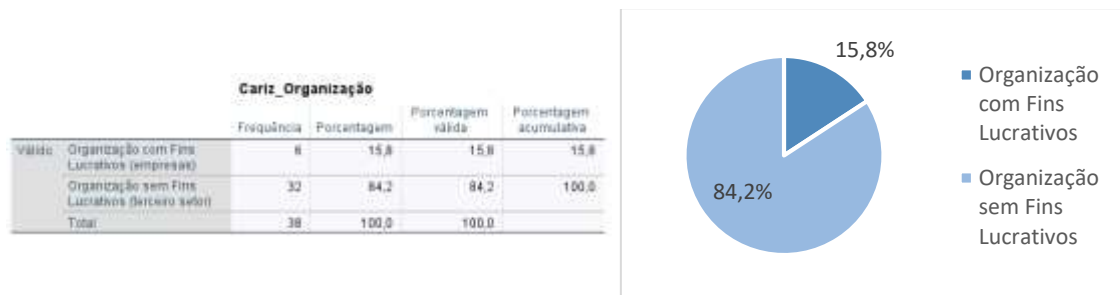 Cariz_Organização
Frequência Porcentagem Porcentagem válida Porcentagem acumulativa
Válido Organização com Fins Lucrativos (empresas) 6 15,8 15,8 15,8
Organização sem Fins Lucrativos (terceiro setor) 32 84,2 84,2 100,0
Total 38 100,0 100,0
15,8%
84,2%
Organização
com Fins
Lucrativos
Organização
sem Fins
Lucrativos